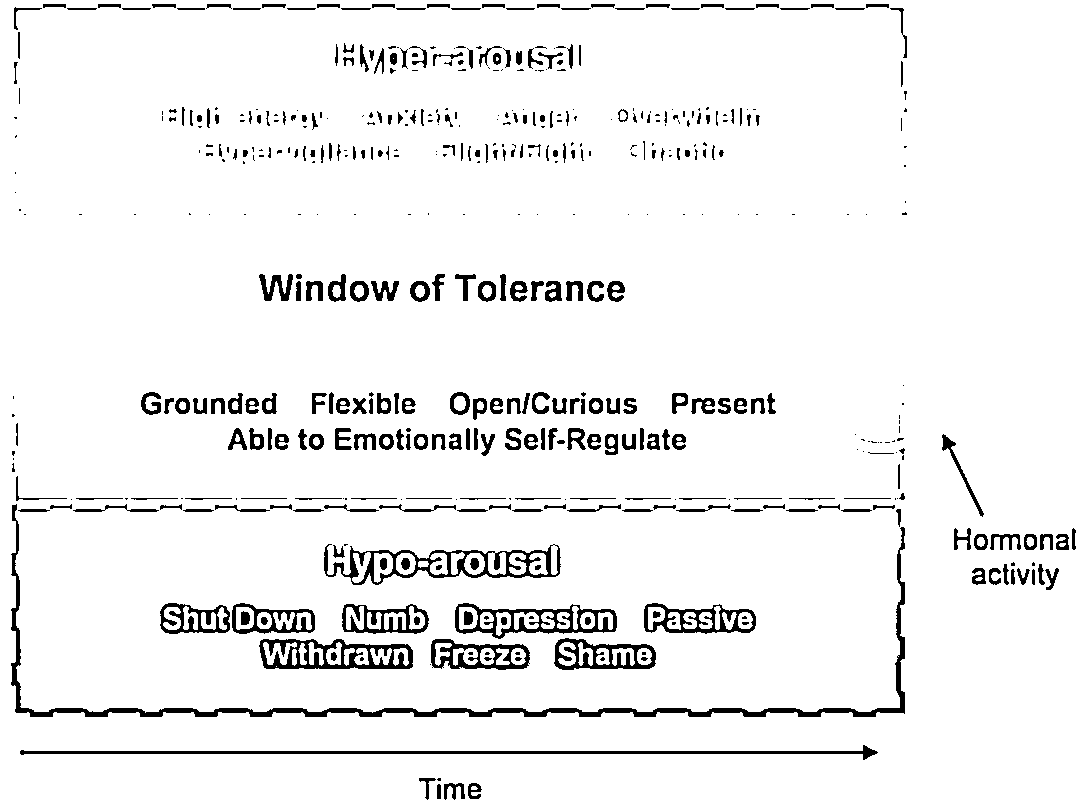 Hyper-arousal
High energy Anxiety Anger Overwhelm
Hypervigilance Flight/Fight Chaotic
Window of Tolerance
Grounded Flexible Open/Curious Present
Able to Emotionally Self-Regulate
Hypo-arousal
Shut Down Numb Depression Passive
Withdrawn Freeze Shame
Hormonal
activity
Time